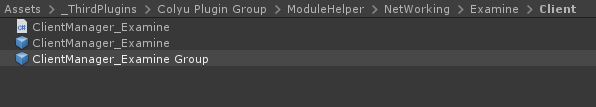 Assets > _ThirdPlugins > Colyu Plugin Group > ModuleHelper > NetWorking > Examine > Client
C# ClientManager_Examine
ClientManager_Examine
ClientManager_Examine Group